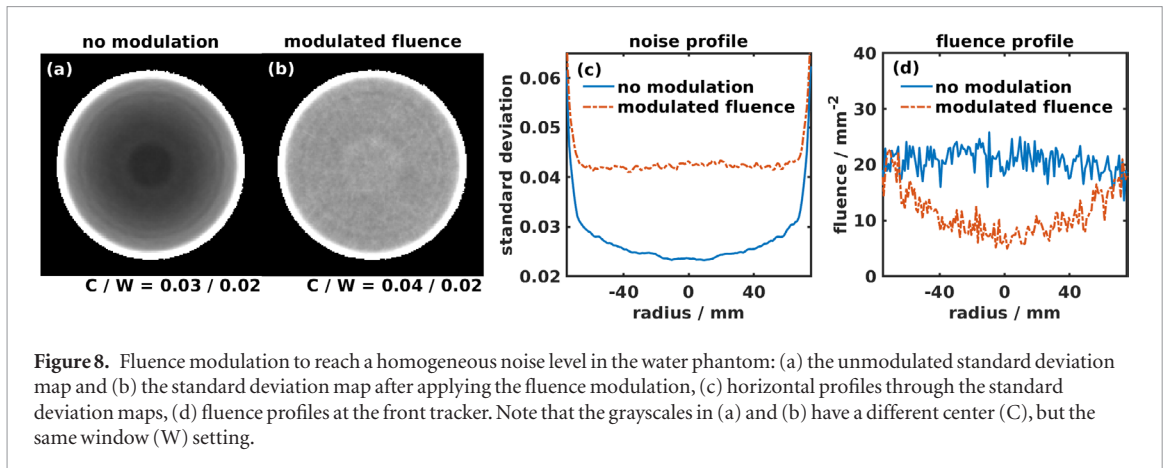 no modulation
modulated fluence
noise profile
fluence profile
(a)
(b)
(c)
(d)
no modulation
modulated fluence
no modulation
modulated fluence
0.06
0.05
0.04
0.03
0.02
standard deviation
-40
0
40
radius / mm
40
30
20
10
0
fluence / mm-2
-40
0
40
radius / mm
C / W = 0.03 / 0.02
C / W = 0.04 / 0.02
Figure 8. Fluence modulation to reach a homogeneous noise level in the water phantom: (a) the unmodulated standard deviation
map and (b) the standard deviation map after applying the fluence modulation, (c) horizontal profiles through the standard
deviation maps, (d) fluence profiles at the front tracker. Note that the grayscales in (a) and (b) have a different center (C), but the
same window (W) setting.